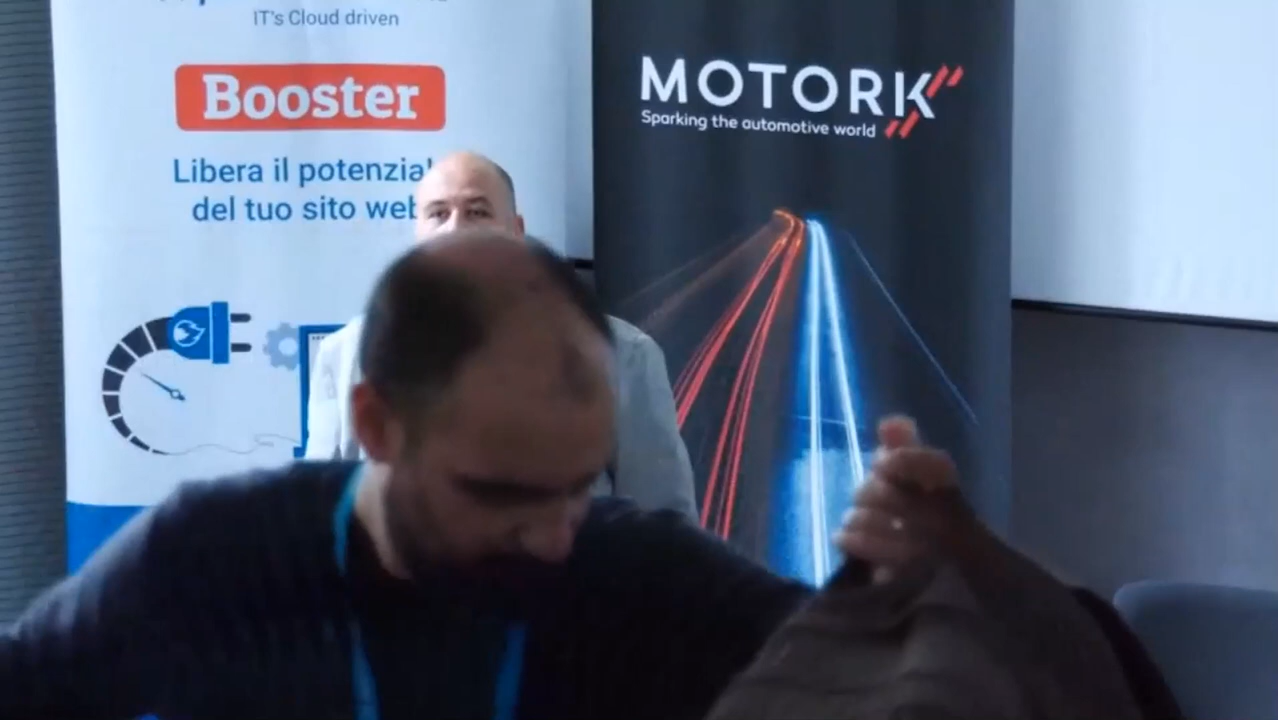 IT's Cloud driven
Booster
Libera il potenzial
del tuo sito web
MOTORK
Sparking the automotive world